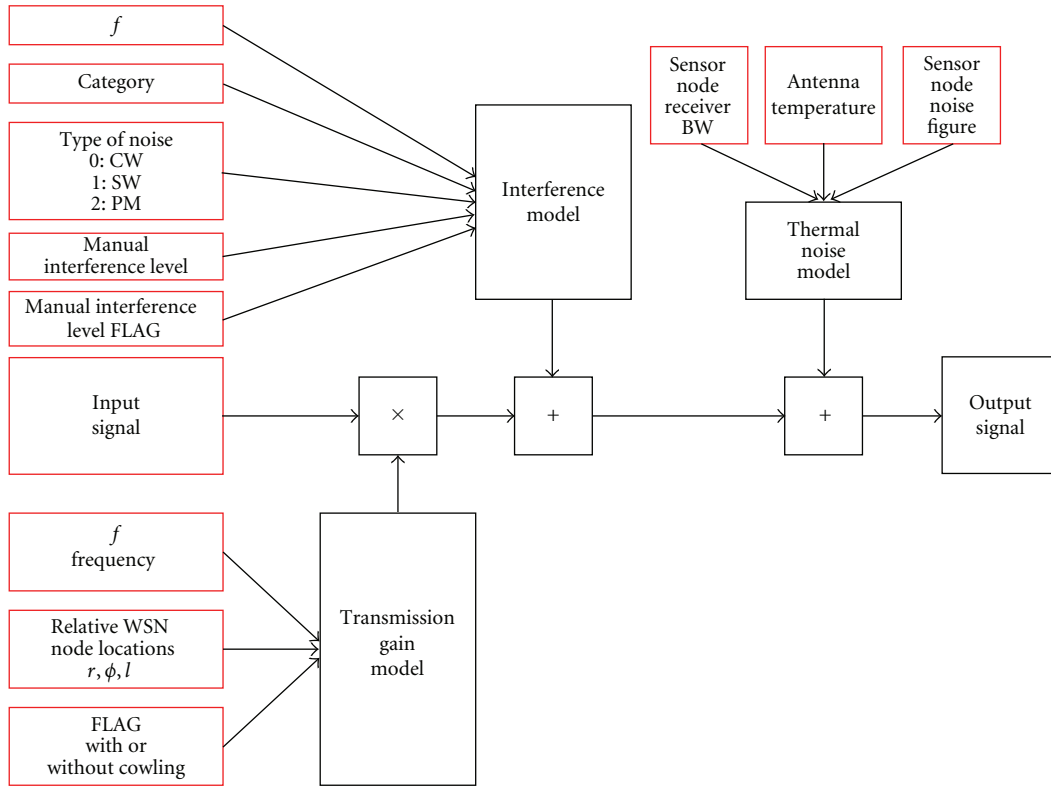 f
Category
Type of noise
0: CW
1: SW
2: PM
Manual
interference level
Manual interference
level FLAG
Interference
model
Sensor
node
receiver
BW
Antenna
temperature
Sensor
node
noise
figure
Thermal
noise
model
Input
signal
×
+
+
Output
signal
f
frequency
Relative WSN
node locations
r, ϕ, l
FLAG
with or
without cowling
Transmission
gain
model